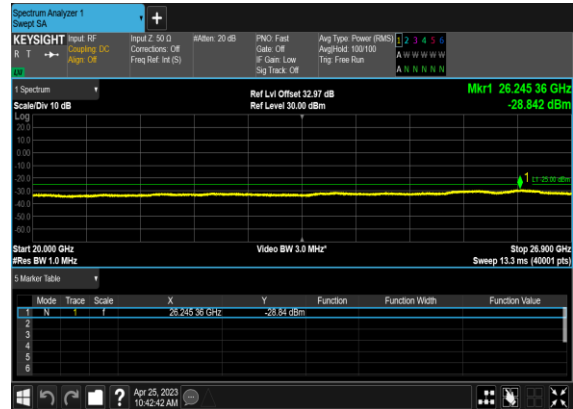 Spectrum Analyzer 1
Swept SA
+
KEYSIGHT Input: RF Input Z: 50 Ω #Atten: 20 dB PNO: Fast Avg Type: Power (RMS) 1 2 3 4 5 6
R T Coupling: DC Corrections: Off Gate: Off Avg|Hold: 100/100 A W W W W W
Align: Off Freq Ref: Int (S) IF Gain: Low Trig: Free Run
LW Sig Track: Off A N N N N N
1 Spectrum Ref Lvl Offset 32.97 dB Mkr1 26.245 36 GHz
Scale/Div 10 dB Ref Level 30.00 dBm -28.842 dBm
Log
20.0
10.0
0.00
-10.0
-20.0 1 L1 -25.00 dBm
-30.0
-40.0
-50.0
-60.0
Start 20.000 GHz Video BW 3.0 MHz* Stop 26.900 GHz
#Res BW 1.0 MHz Sweep 13.3 ms (40001 pts)
5 Marker Table
Mode Trace Scale X Y Function Function Width Function Value
1 N 1 f 26.245 36 GHz -28.84 dBm
2
3
4
5
6
? Apr 25, 2023
10:42:42 AM